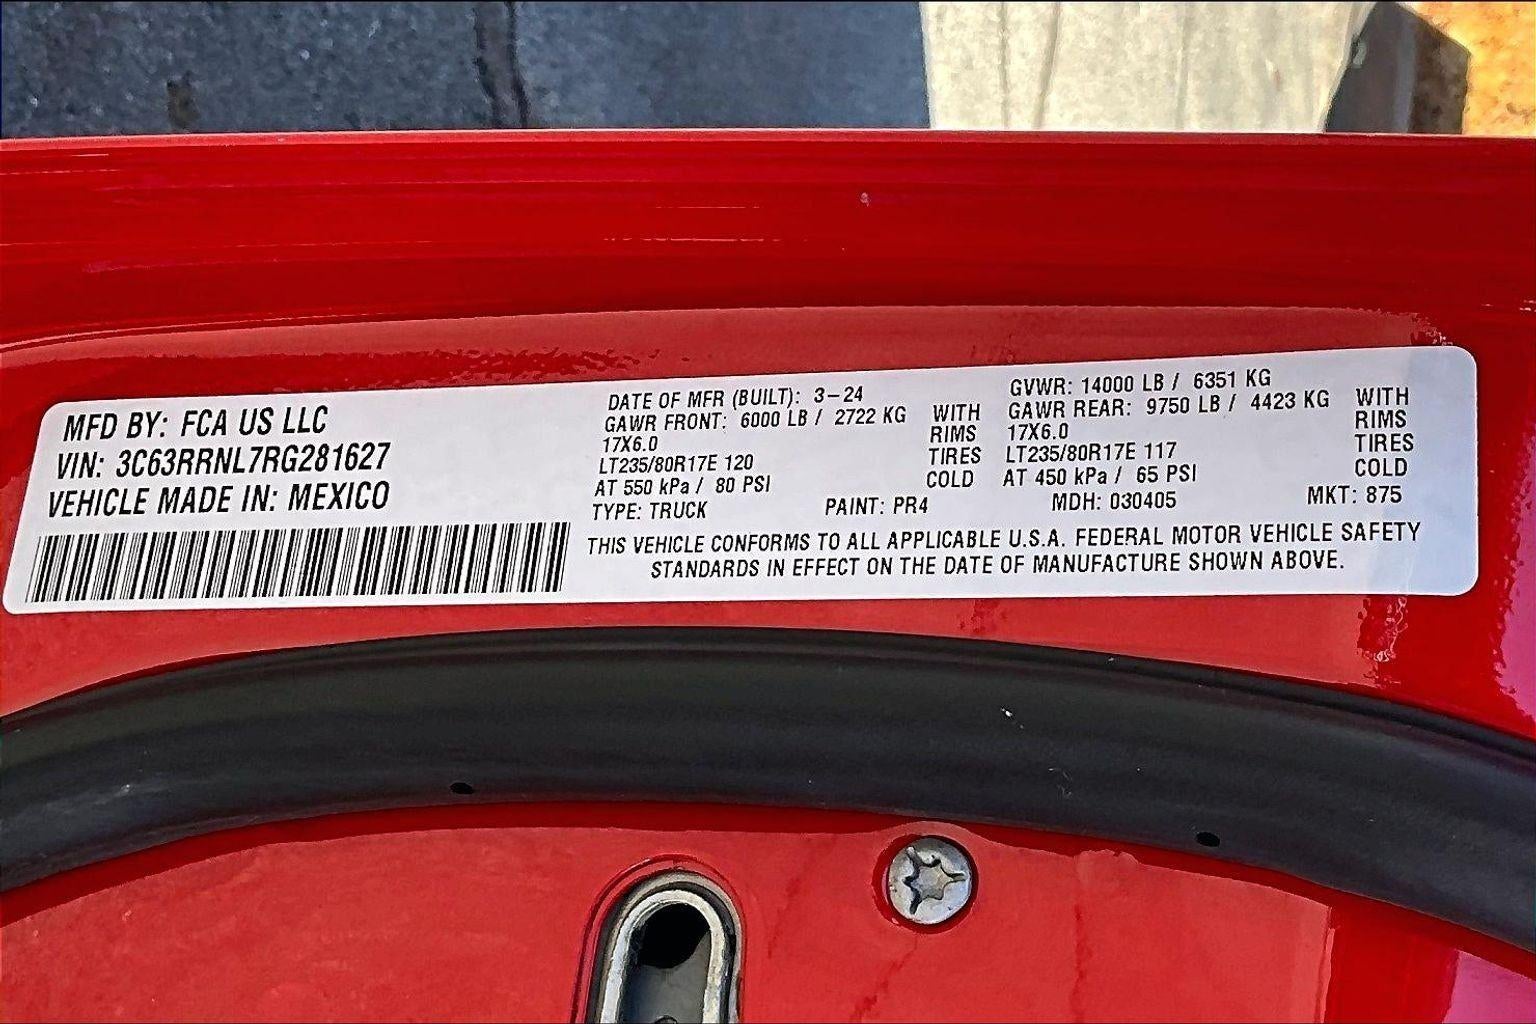 MFD BY: FCA US LLC
VIN: 3C63RRNL7RG281627
VEHICLE MADE IN: MEXICO
DATE OF MFR (BUILT): 3-24
GAWR FRONT: 6000 LB / 2722 KG
17X6.0
LT235/80R17E 120
AT 550 kPa / 80 PSI
WITH
RIMS
TIRES
COLD
GVWR: 14000 LB / 6351 KG
GAWR REAR: 9750 LB / 4423 KG
17X6.0
LT235/80R17E 117
AT 450 kPa / 65 PSI
WITH
RIMS
TIRES
COLD
TYPE: TRUCK PAINT: PR4 MDH: 030405 MKT: 875
THIS VEHICLE CONFORMS TO ALL APPLICABLE U.S.A. FEDERAL MOTOR VEHICLE SAFETY
STANDARDS IN EFFECT ON THE DATE OF MANUFACTURE SHOWN ABOVE.